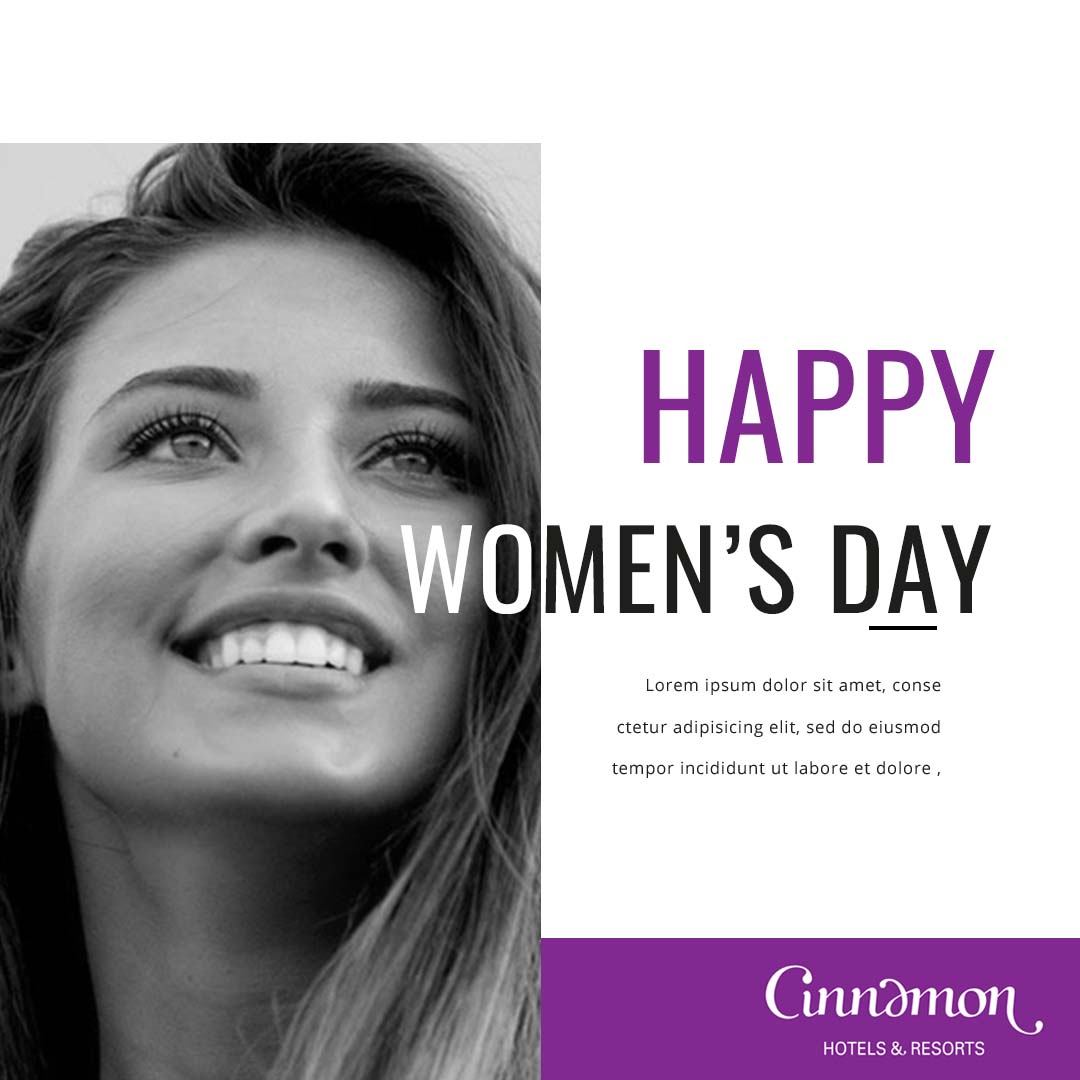 HAPPY
WOMEN’S DAY
Lorem ipsum dolor sit amet, conse
ctetur adipisicing elit, sed do eiusmod
tempor incididunt ut labore et dolore ,
Cinnamon
HOTELS & RESORTS